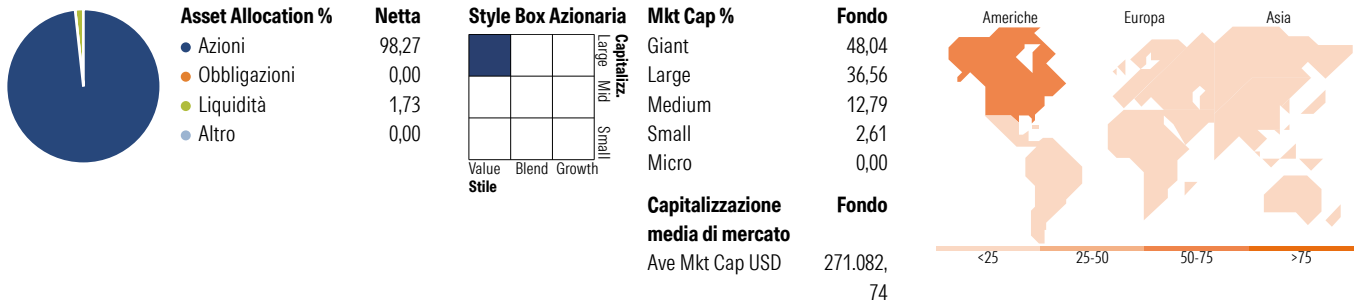 Asset Allocation % Netta
Azioni 98,27
Obbligazioni 0,00
Liquidità 1,73
Altro 0,00
Style Box Azionaria
Large Mid Small
Capitalizz.
Value Blend Growth
Stile
Mkt Cap % Fondo
Giant 48,04
Large 36,56
Medium 12,79
Small 2,61
Micro 0,00
Capitalizzazione Fondo
media di mercato
Ave Mkt Cap USD 271.082,
74
Americhe Europa Asia
<25 25-50 50-75 >75